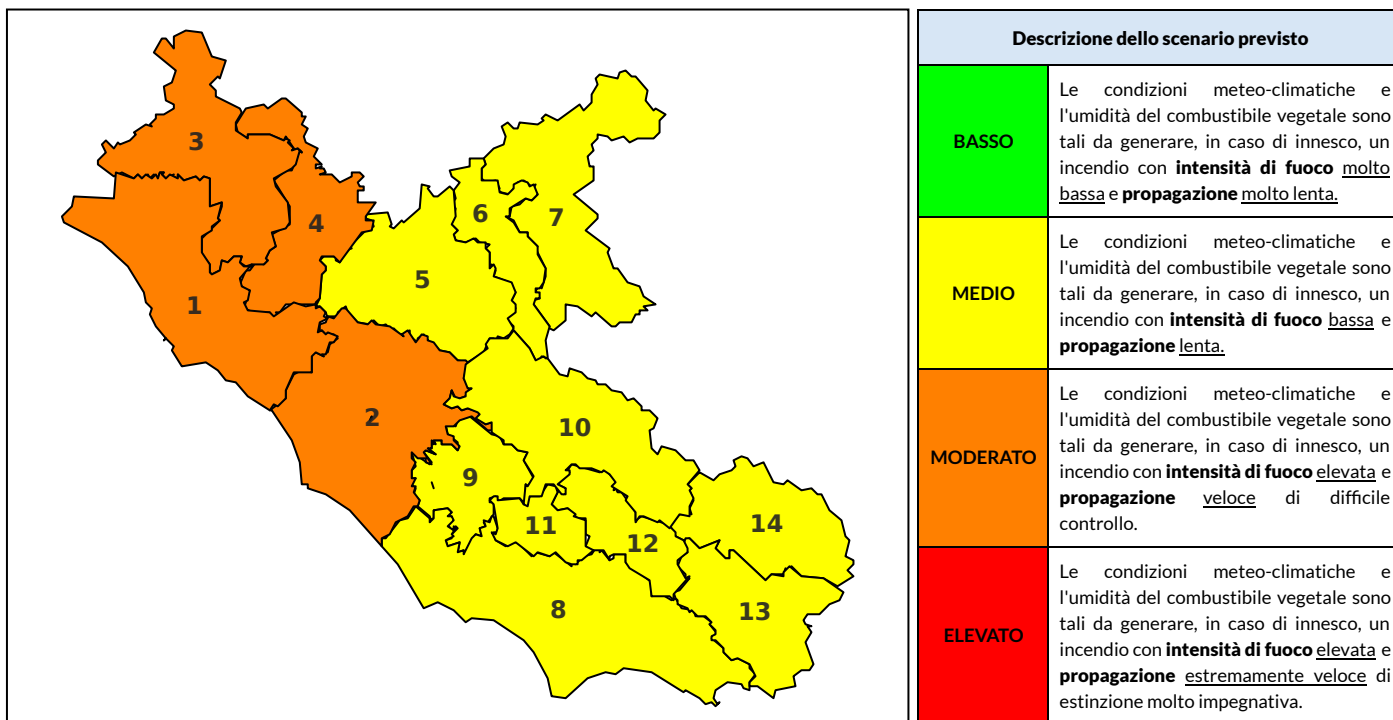 3
4
6
7
5
1
2
10
9
11
12
14
8
13
Descrizione dello scenario previsto
BASSO
Le condizioni meteo-climatiche e
l'umidità del combustibile vegetale sono
tali da generare, in caso di innesco, un
incendio con intensità di fuoco molto
bassa e propagazione molto lenta.
MEDIO
Le condizioni meteo-climatiche e
l'umidità del combustibile vegetale sono
tali da generare, in caso di innesco, un
incendio con intensità di fuoco bassa e
propagazione lenta.
MODERATO
Le condizioni meteo-climatiche e
l'umidità del combustibile vegetale sono
tali da generare, in caso di innesco, un
incendio con intensità di fuoco elevata e
propagazione veloce di difficile
controllo.
ELEVATO
Le condizioni meteo-climatiche e
l'umidità del combustibile vegetale sono
tali da generare, in caso di innesco, un
incendio con intensità di fuoco elevata e
propagazione estremamente veloce di
estinzione molto impegnativa.